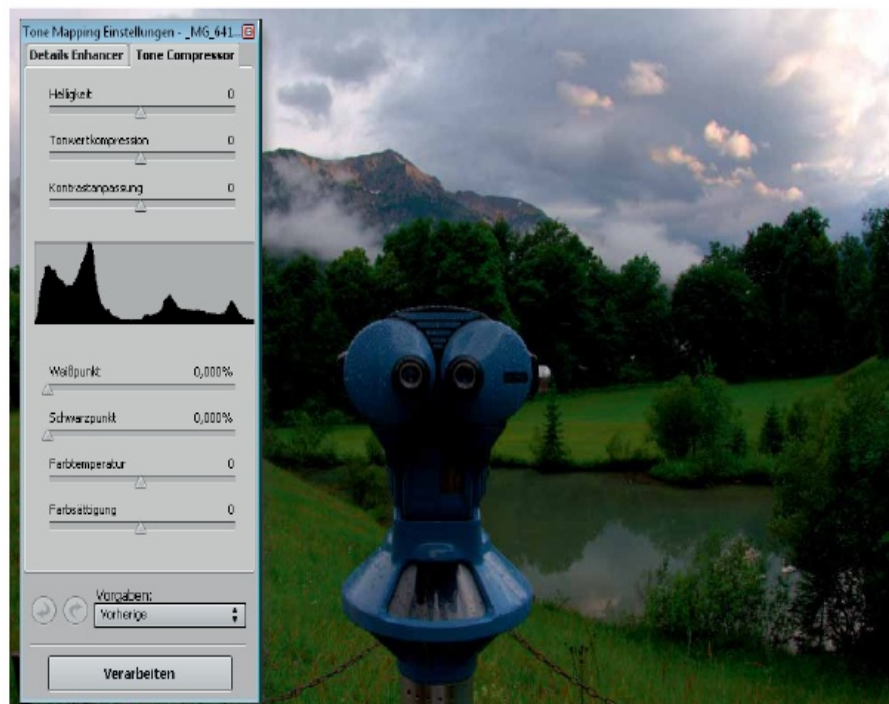 Tone Mapping Einstellungen - _MG_641...
Details Enhancer Tone Compressor
Helligkeit 0
Tonwertkompression 0
Kontrastanpassung 0
Weißpunkt 0,000%
Schwarzpunkt 0,000%
Farbtemperatur 0
Farbsättigung 0
Vorgaben:
Vorherige
Verarbeiten